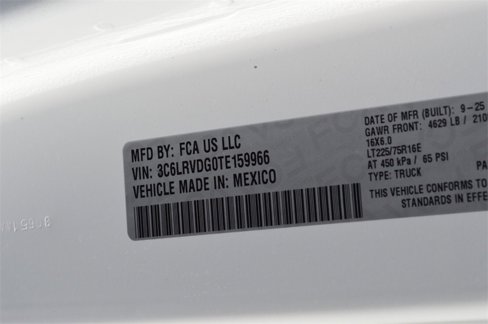 MFD BY: FCA US LLC
VIN: 3C6LRVDG0TE159966
VEHICLE MADE IN: MEXICO
DATE OF MFR (BUILT): 9-25
GAWR FRONT: 4629 LB /
16X6.0
LT225/75R16E
AT 450 kPa / 65 PSI
TYPE: TRUCK
THIS VEHICLE CONFORMS TO
STANDARDS IN